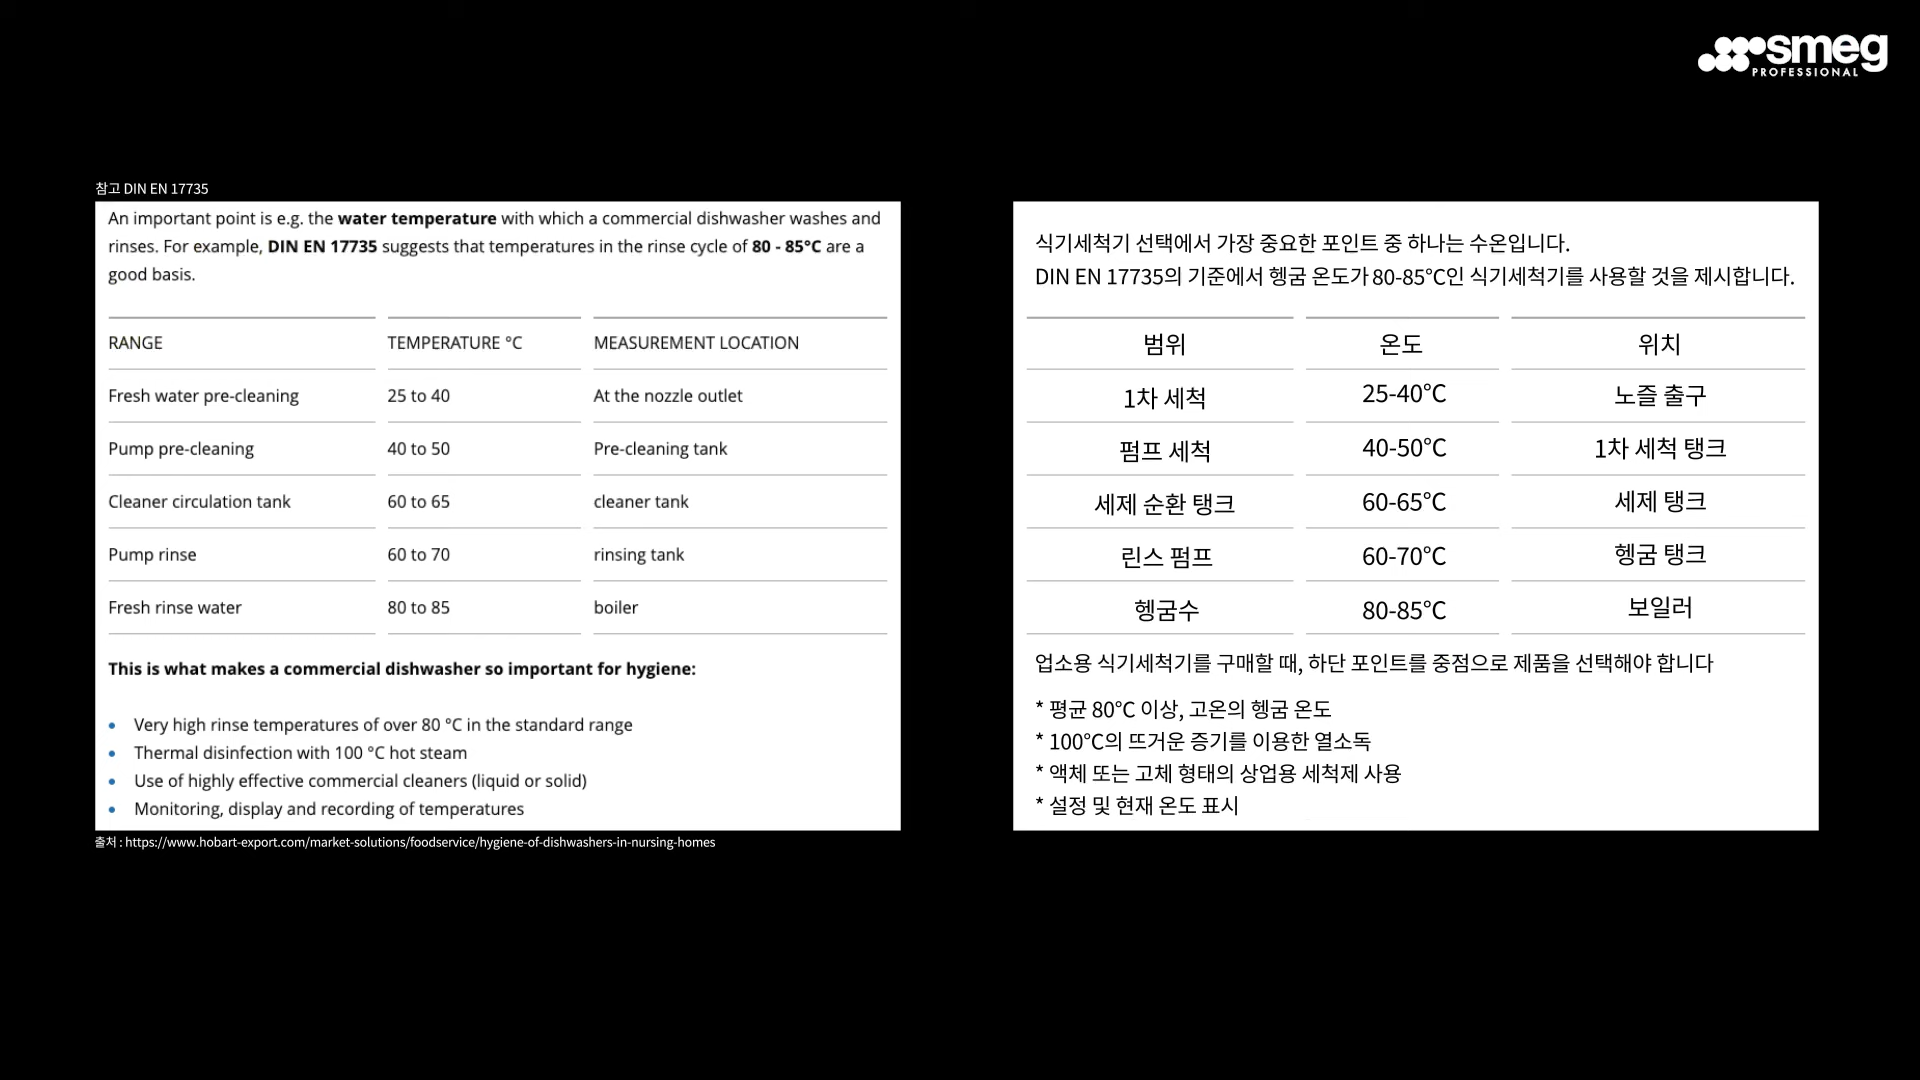 smeg
PROFESSIONAL
참고 DIN EN 17735
An important point is e.g. the water temperature with which a commercial dishwasher washes and
rinses. For example, DIN EN 17735 suggests that temperatures in the rinse cycle of 80 - 85°C are a
good basis.
RANGE TEMPERATURE °C MEASUREMENT LOCATION
Fresh water pre-cleaning 25 to 40 At the nozzle outlet
Pump pre-cleaning 40 to 50 Pre-cleaning tank
Cleaner circulation tank 60 to 65 cleaner tank
Pump rinse 60 to 70 rinsing tank
Fresh rinse water 80 to 85 boiler
This is what makes a commercial dishwasher so important for hygiene:
• Very high rinse temperatures of over 80 °C in the standard range
• Thermal disinfection with 100 °C hot steam
• Use of highly effective commercial cleaners (liquid or solid)
• Monitoring, display and recording of temperatures
출처 : https://www.hobart-export.com/market-solutions/foodservice/hygiene-of-dishwashers-in-nursing-homes
식기세척기 선택에서 가장 중요한 포인트 중 하나는 수온입니다.
DIN EN 17735의 기준에서 헹굼 온도가 80-85°C인 식기세척기를 사용할 것을 제시합니다.
범위 온도 위치
1차 세척 25-40°C 노즐 출구
펌프 세척 40-50°C 1차 세척 탱크
세제 순환 탱크 60-65°C 세제 탱크
린스 펌프 60-70°C 헹굼 탱크
헹굼수 80-85°C 보일러
업소용 식기세척기를 구매할 때, 하단 포인트를 중점으로 제품을 선택해야 합니다
* 평균 80°C 이상, 고온의 헹굼 온도
* 100°C의 뜨거운 증기를 이용한 열소독
* 액체 또는 고체 형태의 상업용 세척제 사용
* 설정 및 현재 온도 표시